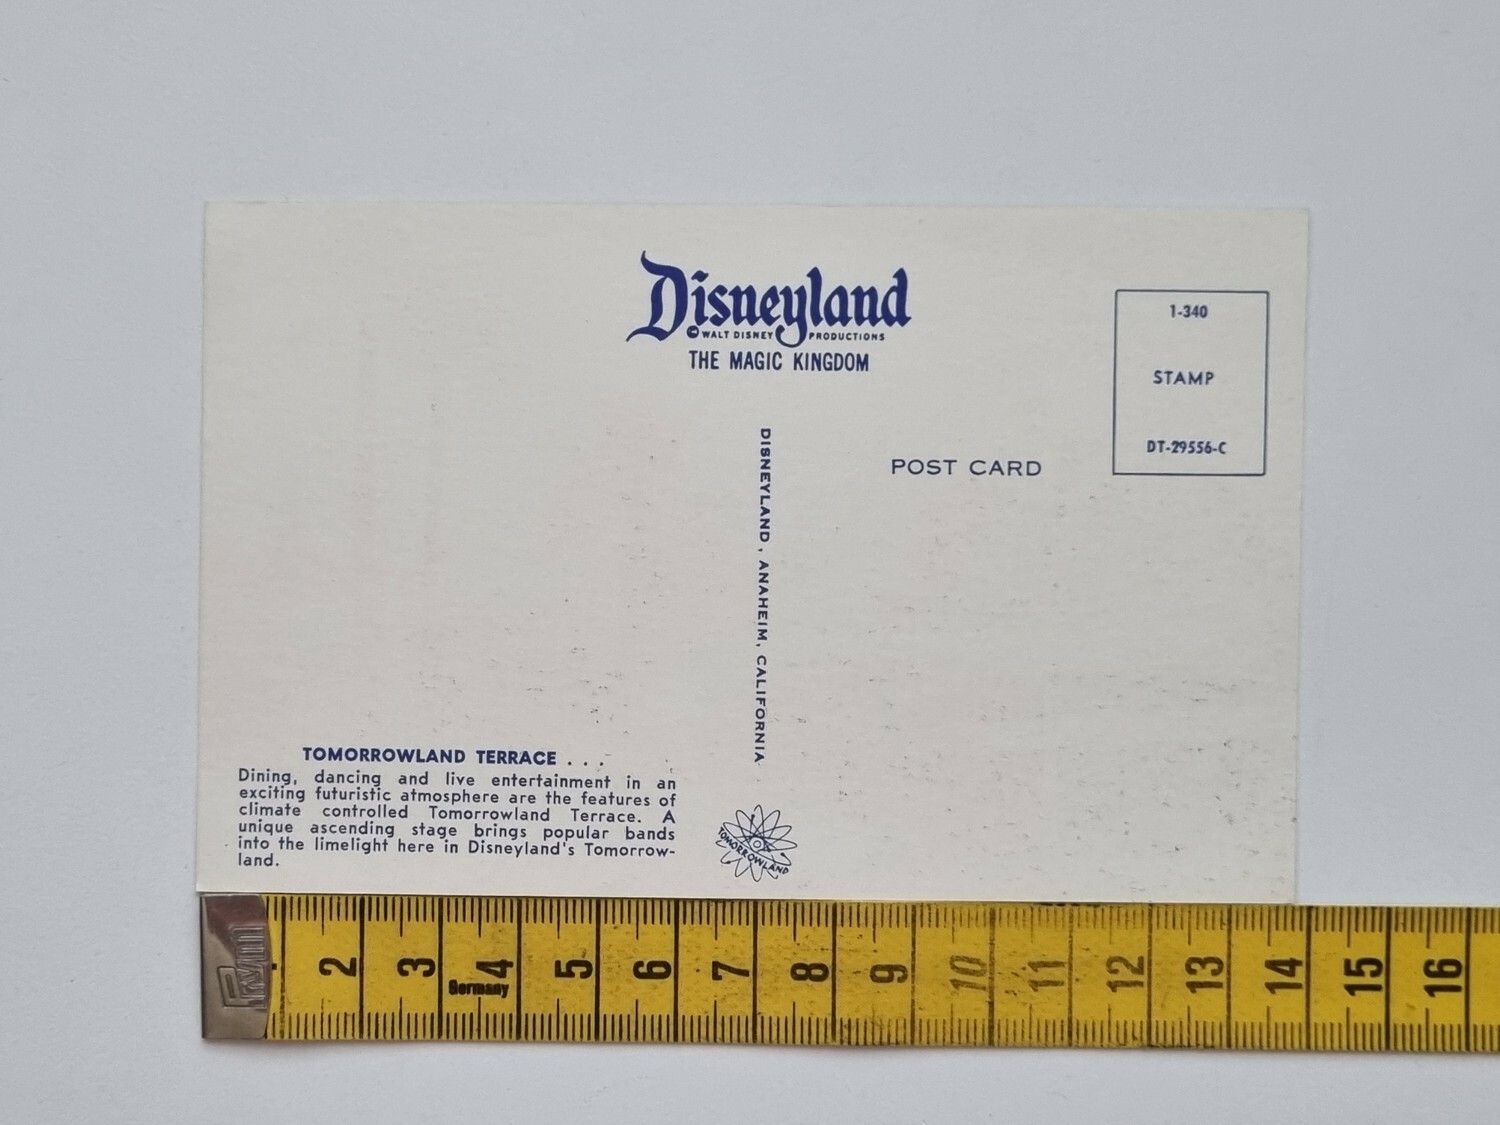 Disneyland
© WALT DISNEY PRODUCTIONS
THE MAGIC KINGDOM
1-340
STAMP
DT-29556-C
POST CARD
DISNEYLAND, ANAHEIM, CALIFORNIA
TOMORROWLAND TERRACE . . .
Dining, dancing and live entertainment in an
exciting futuristic atmosphere are the features of
climate controlled Tomorrowland Terrace. A
unique ascending stage brings popular bands
into the limelight here in Disneyland's Tomorrow-
land.
TOMORROWLAND
2 3 4 5 6 7 8 9 10 11 12 13 14 15 16
Germany